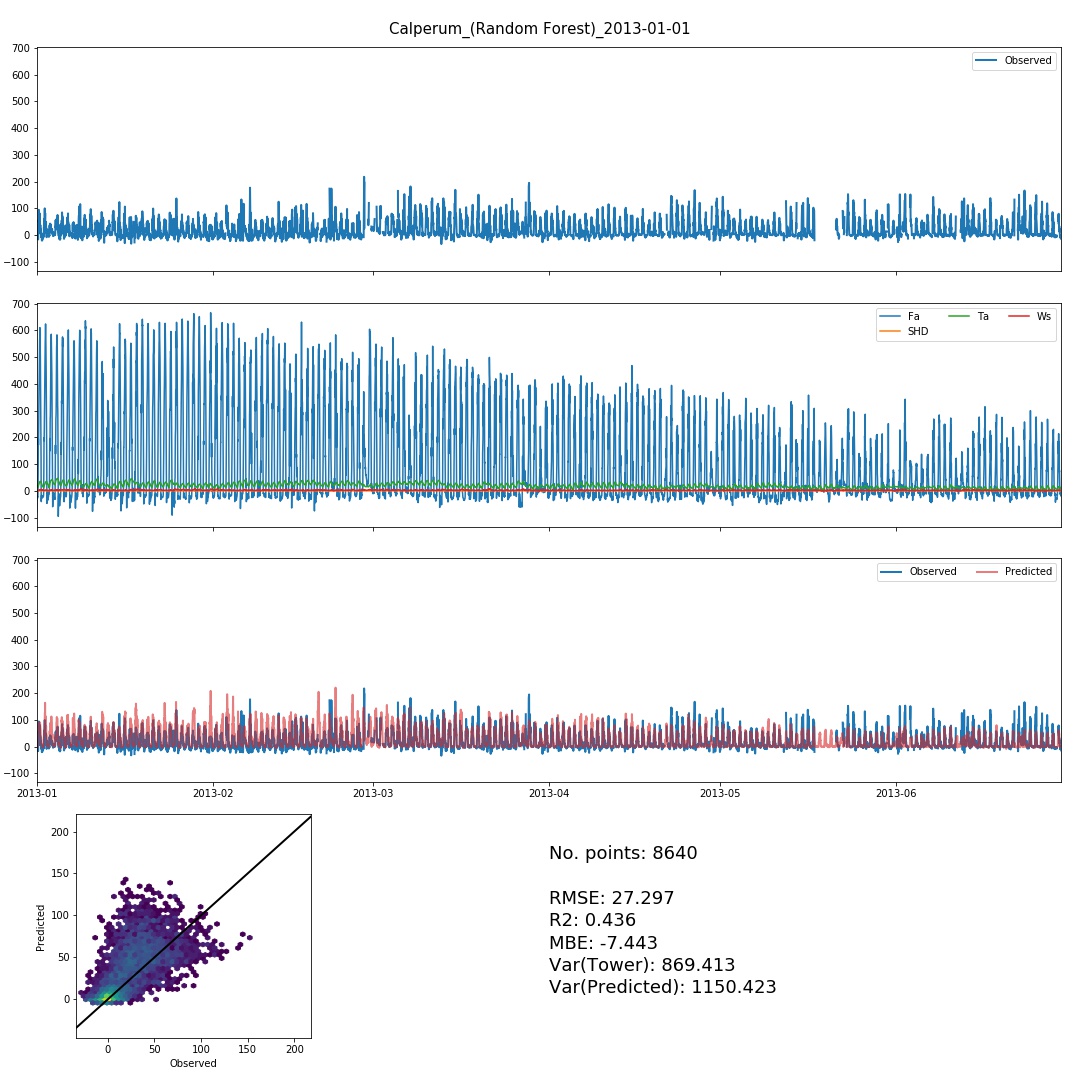 Calperum_(Random Forest)_2013-01-01
700
600
500
400
300
200
100
0
−100
Observed
700
600
500
400
300
200
100
0
−100
Fa Ta Ws
SHD
700
600
500
400
300
200
100
0
−100
Observed Predicted
2013-01 2013-02 2013-03 2013-04 2013-05 2013-06
200
150
100
50
0
Predicted
0 50 100 150 200
Observed
No. points: 8640
RMSE: 27.297
R2: 0.436
MBE: -7.443
Var(Tower): 869.413
Var(Predicted): 1150.423